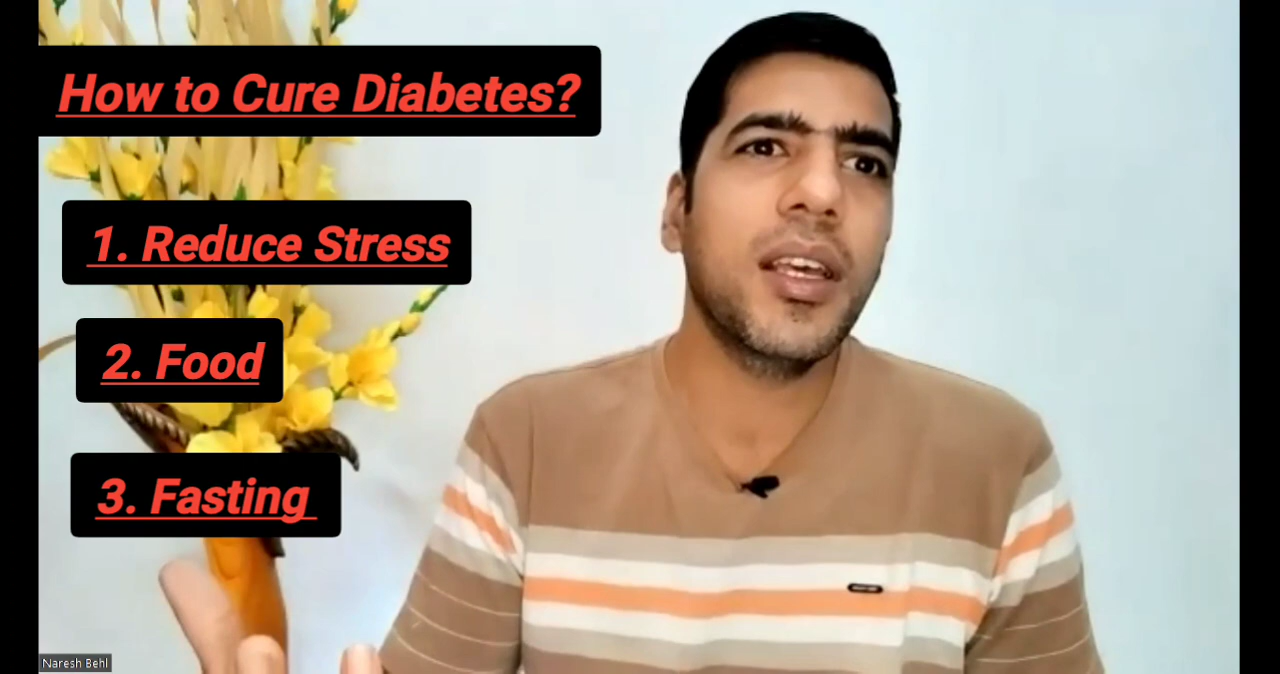 How to Cure Diabetes?
1. Reduce Stress
2. Food
3. Fasting
Naresh Behl